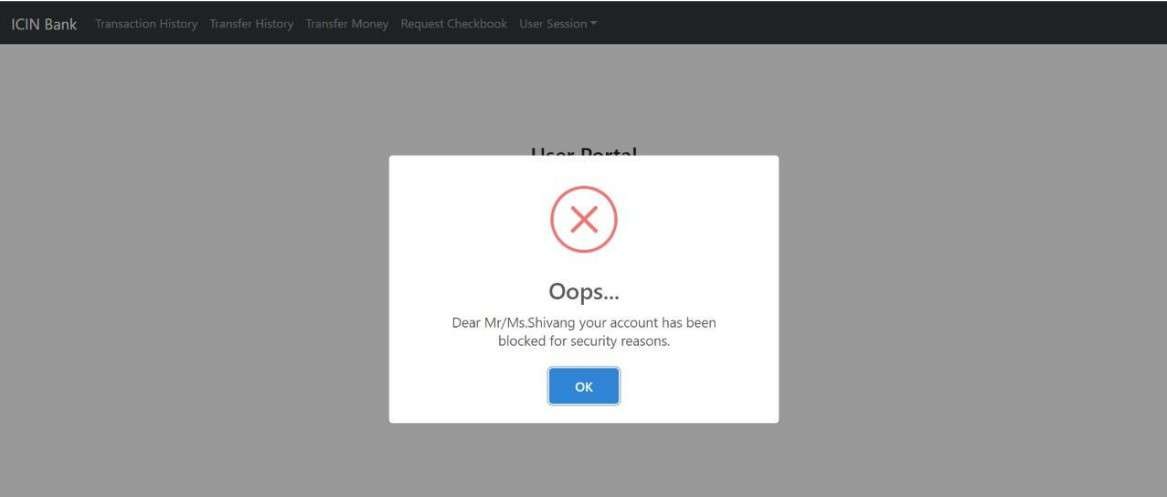 ICIN Bank Transaction History Transfer History Transfer Money Request Checkbook User Session
User Portal
Oops...
Dear Mr/Ms.Shivang your account has been
blocked for security reasons.
OK